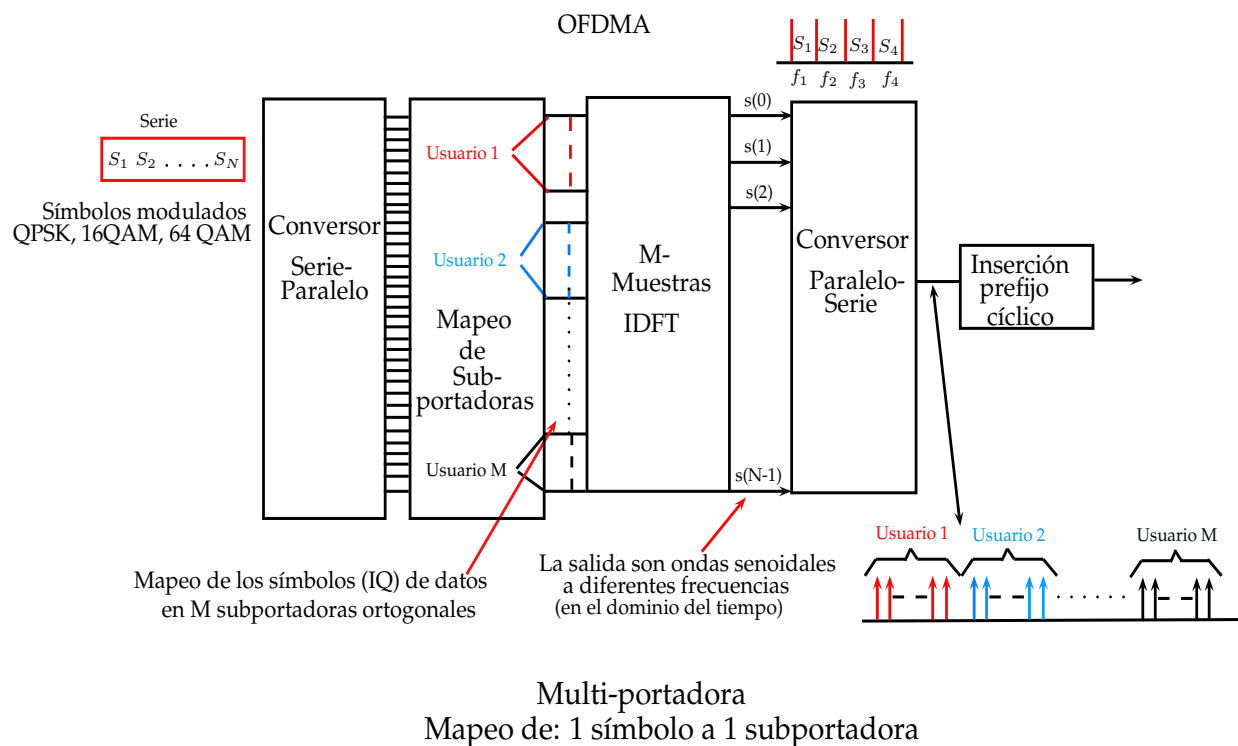 OFDMA
S₁ S₂ S₃ S₄
f₁ f₂ f₃ f₄
Serie
S₁ S₂ . . . . S_N
Símbolos modulados
QPSK, 16QAM, 64 QAM
Conversor
Serie-
Paralelo
Usuario 1
Usuario 2
Mapeo
de
Sub-
portadoras
Usuario M
M-
Muestras
IDFT
s(0)
s(1)
s(2)
s(N-1)
Conversor
Paralelo-
Serie
Inserción
prefijo
cíclico
Mapeo de los símbolos (IQ) de datos
en M subportadoras ortogonales
La salida son ondas senoidales
a diferentes frecuencias
(en el dominio del tiempo)
Usuario 1 Usuario 2 Usuario M
Multi-portadora
Mapeo de: 1 símbolo a 1 subportadora